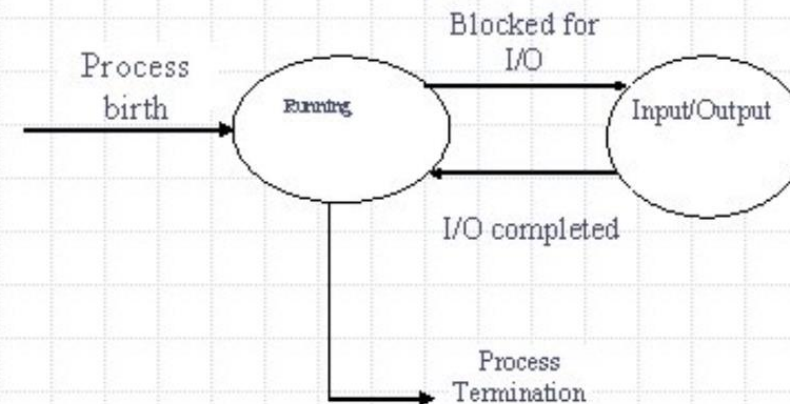 Blocked for
I/O
Process
birth
Running
Input/Output
I/O completed
Process
Termination